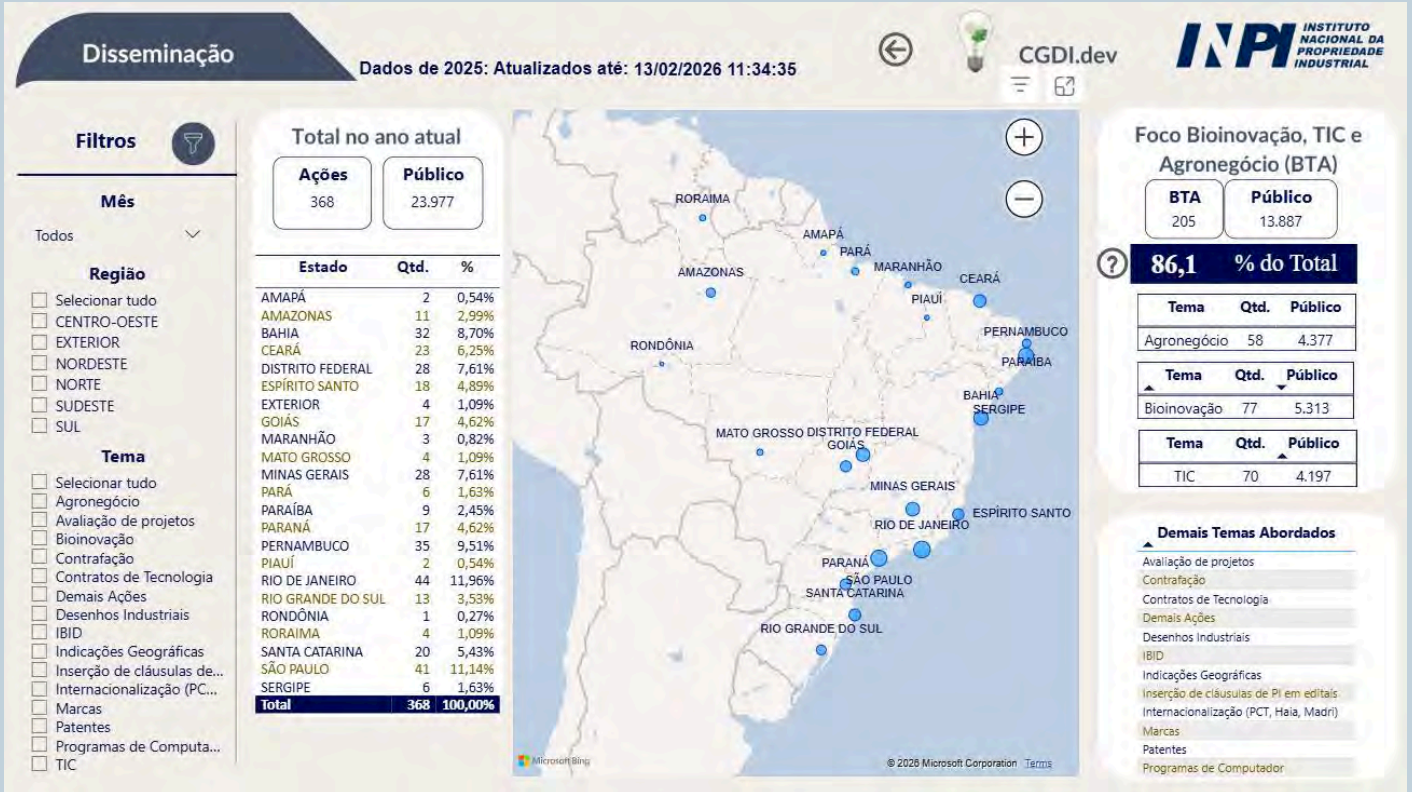 Disseminação
Dados de 2025: Atualizados até: 13/02/2026 11:34:35
CGDI.dev
INPI
INSTITUTO
NACIONAL DA
PROPRIEDADE
INDUSTRIAL
Filtros
Mês
Todos
Região
Selecionar tudo
CENTRO-OESTE
EXTERIOR
NORDESTE
NORTE
SUDESTE
SUL
Tema
Selecionar tudo
Agronegócio
Avaliação de projetos
Bioinovação
Contrafação
Contratos de Tecnologia
Demais Ações
Desenhos Industriais
IBID
Indicações Geográficas
Inserção de cláusulas de...
Internacionalização (PC...
Marcas
Patentes
Programas de Computa...
TIC
Total no ano atual
Ações Público
368 23.977
Estado Qtd. %
AMAPÁ 2 0,54%
AMAZONAS 11 2,99%
BAHIA 32 8,70%
CEARÁ 23 6,25%
DISTRITO FEDERAL 28 7,61%
ESPÍRITO SANTO 18 4,89%
EXTERIOR 4 1,09%
GOIÁS 17 4,62%
MARANHÃO 3 0,82%
MATO GROSSO 4 1,09%
MINAS GERAIS 28 7,61%
PARÁ 6 1,63%
PARAÍBA 9 2,45%
PARANÁ 17 4,62%
PERNAMBUCO 35 9,51%
PIAUÍ 2 0,54%
RIO DE JANEIRO 44 11,96%
RIO GRANDE DO SUL 13 3,53%
RONDÔNIA 1 0,27%
RORAIMA 4 1,09%
SANTA CATARINA 20 5,43%
SÃO PAULO 41 11,14%
SERGIPE 6 1,63%
Total 368 100,00%
RORAIMA
AMAPÁ
PARÁ
MARANHÃO
AMAZONAS
CEARÁ
PIAUÍ
PERNAMBUCO
RONDÔNIA
PARAÍBA
BAHIA
SERGIPE
MATO GROSSO DISTRITO FEDERAL
GOIÁS
MINAS GERAIS
ESPÍRITO SANTO
RIO DE JANEIRO
PARANÁ
SÃO PAULO
SANTA CATARINA
RIO GRANDE DO SUL
Microsoft Bing
© 2026 Microsoft Corporation Terms
Foco Bioinovação, TIC e
Agronegócio (BTA)
BTA Público
205 13.887
? 86,1 % do Total
Tema Qtd. Público
Agronegócio 58 4.377
Tema Qtd. Público
Bioinovação 77 5.313
Tema Qtd. Público
TIC 70 4.197
Demais Temas Abordados
Avaliação de projetos
Contrafação
Contratos de Tecnologia
Demais Ações
Desenhos Industriais
IBID
Indicações Geográficas
Inserção de cláusulas de PI em editais
Internacionalização (PCT, Haia, Madri)
Marcas
Patentes
Programas de Computador